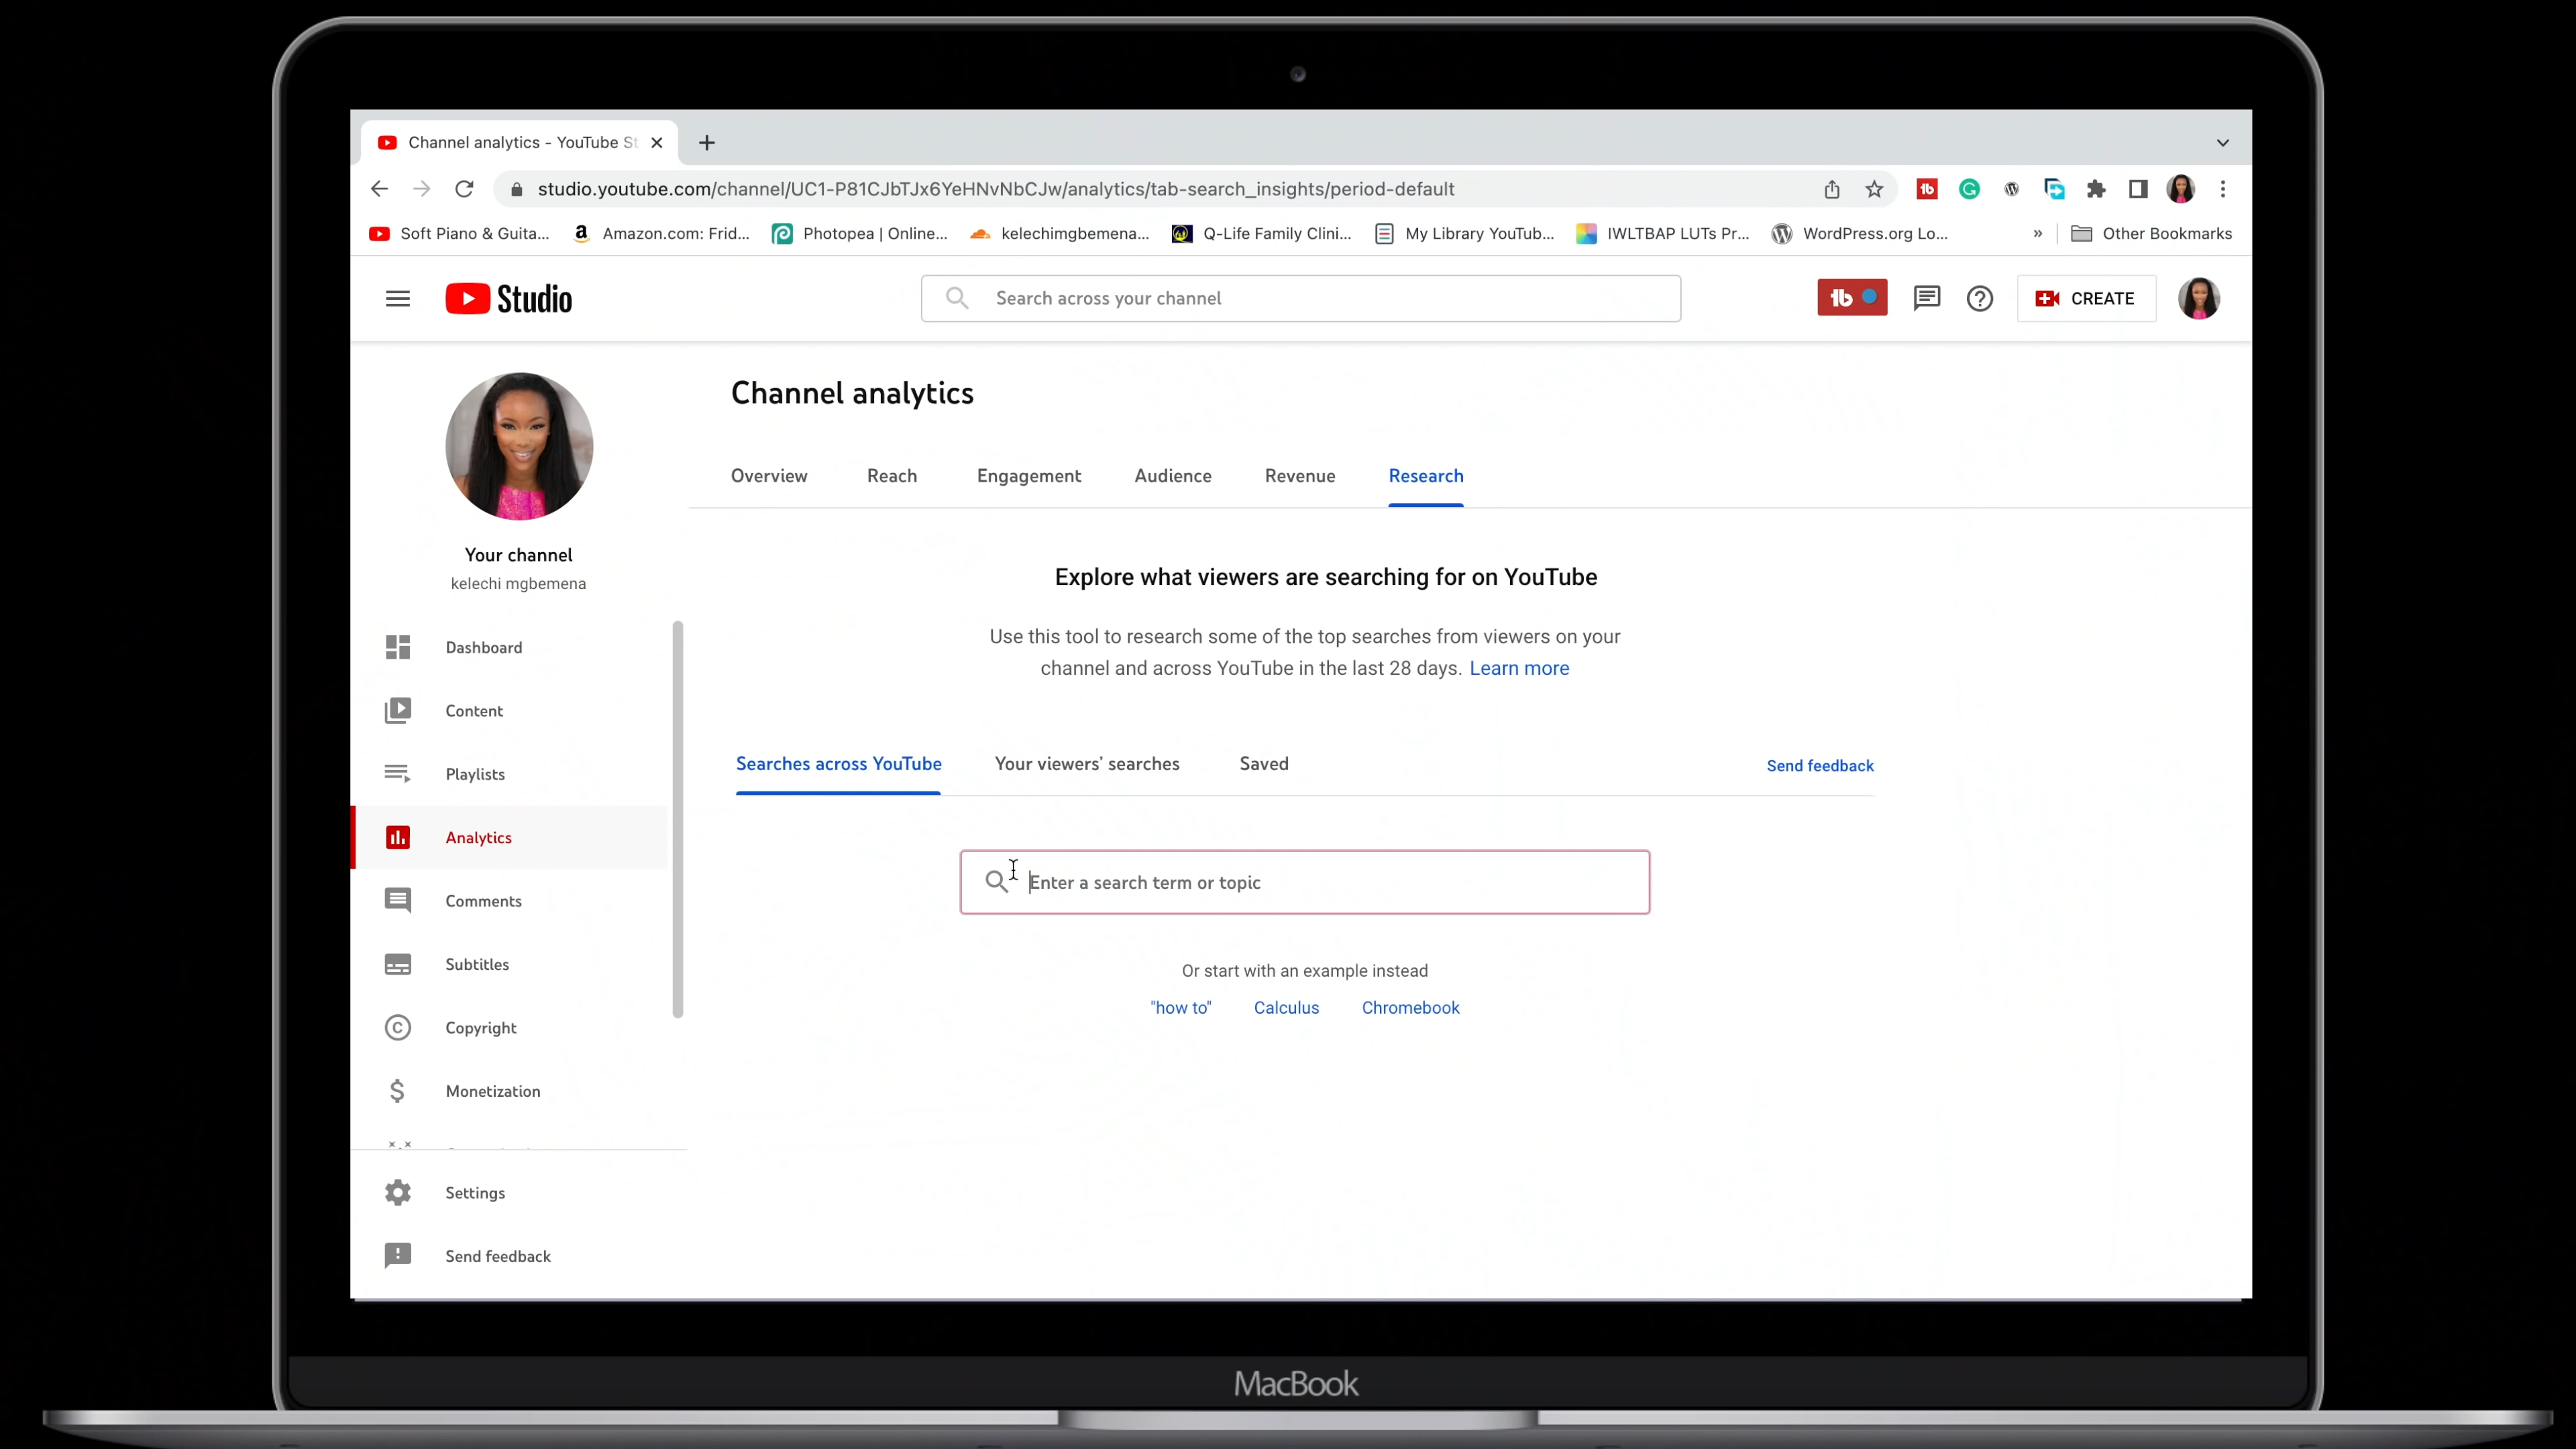 Channel analytics - YouTube St
studio.youtube.com/channel/UC1-P81CJbTJx6YeHNvNbCJw/analytics/tab-search_insights/period-default
Soft Piano & Guita... Amazon.com: Frid... Photopea | Online... kelechimgbemena... Q-Life Family Clini... My Library YouTub... IWLTBAP LUTs Pr... WordPress.org Lo... » Other Bookmarks
Studio
Search across your channel
CREATE
Channel analytics
Overview Reach Engagement Audience Revenue Research
Your channel
kelechi mgbemena
Dashboard
Content
Playlists
Analytics
Comments
Subtitles
Copyright
Monetization
Settings
Send feedback
Explore what viewers are searching for on YouTube
Use this tool to research some of the top searches from viewers on your
channel and across YouTube in the last 28 days. Learn more
Searches across YouTube Your viewers' searches Saved Send feedback
Enter a search term or topic
Or start with an example instead
"how to" Calculus Chromebook
MacBook